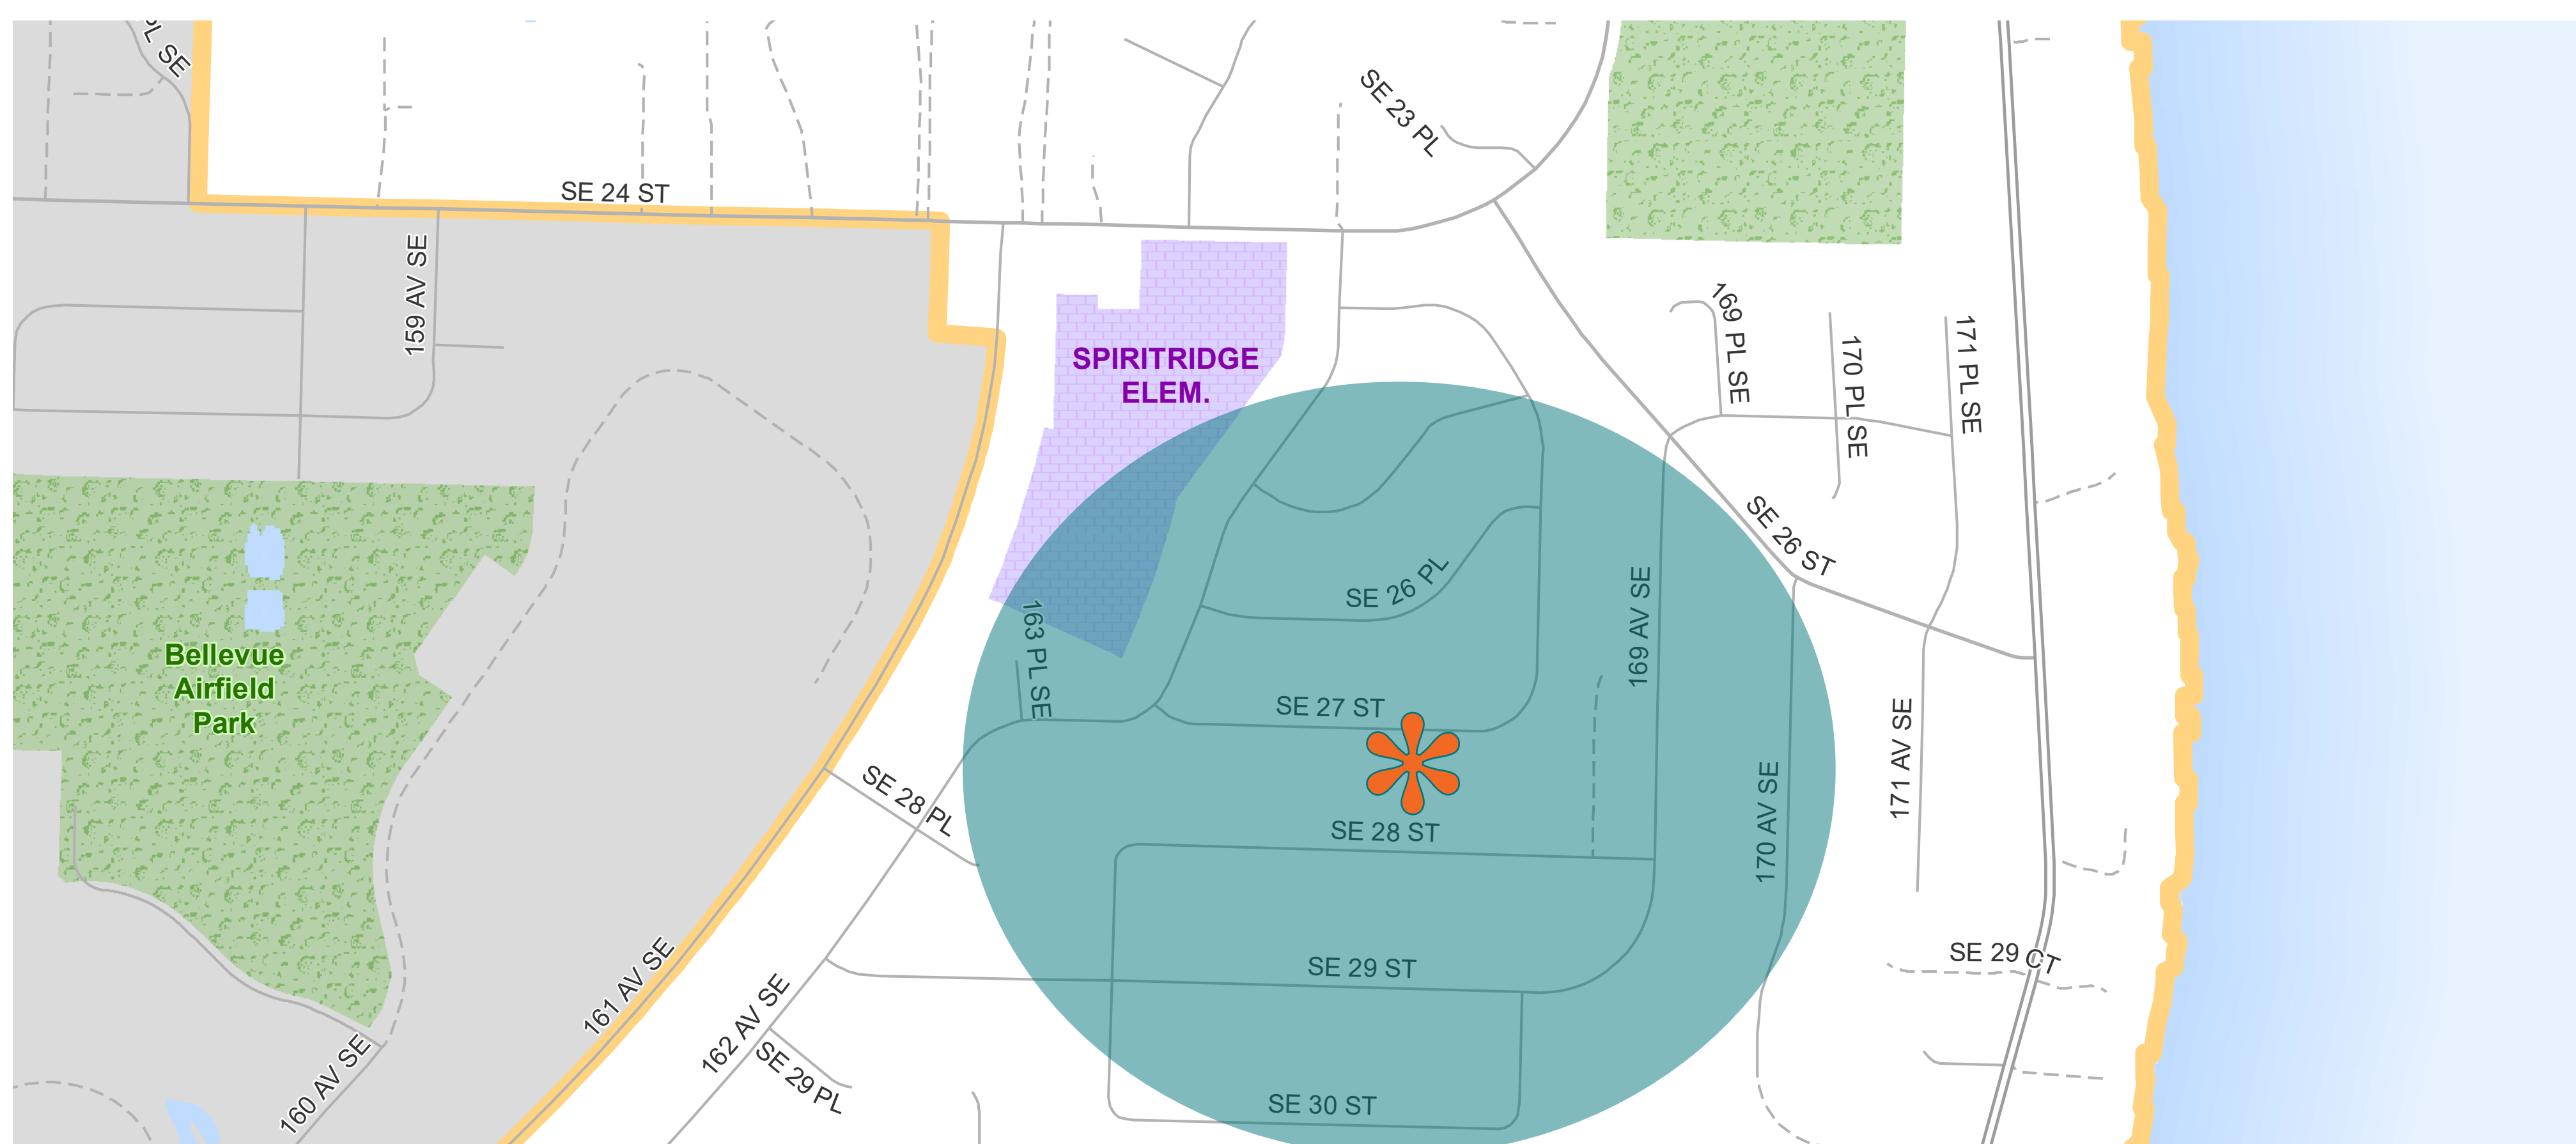 PL SE
SE 23 PL
SE 24 ST
159 AV SE
169 PL SE
170 PL SE
171 PL SE
SPIRITRIDGE
ELEM.
SE 26 ST
SE 26 PL
169 AV SE
163 PL SE
Bellevue
Airfield
Park
SE 27 ST
171 AV SE
170 AV SE
SE 28 PL
SE 28 ST
161 AV SE
162 AV SE
SE 29 ST
SE 29 CT
160 AV SE
SE 29 PL
SE 30 ST